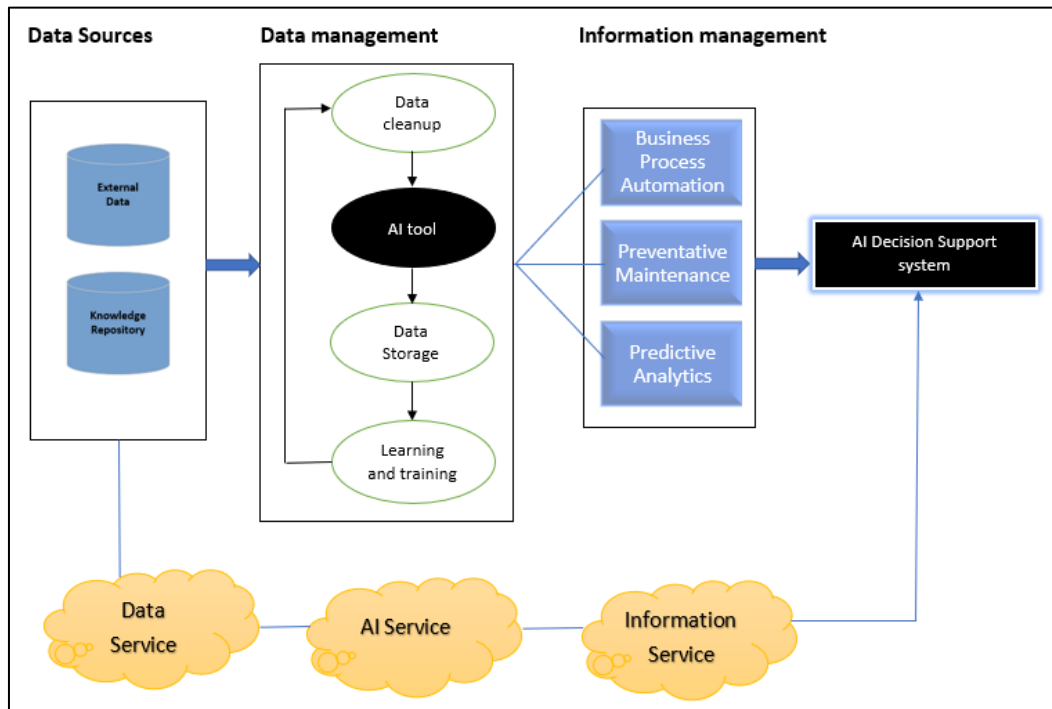 Data Sources
Data management
Information management
External
Data
Knowledge
Repository
Data
cleanup
AI tool
Data
Storage
Learning
and training
Business
Process
Automation
Preventative
Maintenance
Predictive
Analytics
AI Decision Support
system
Data
Service
AI Service
Information
Service